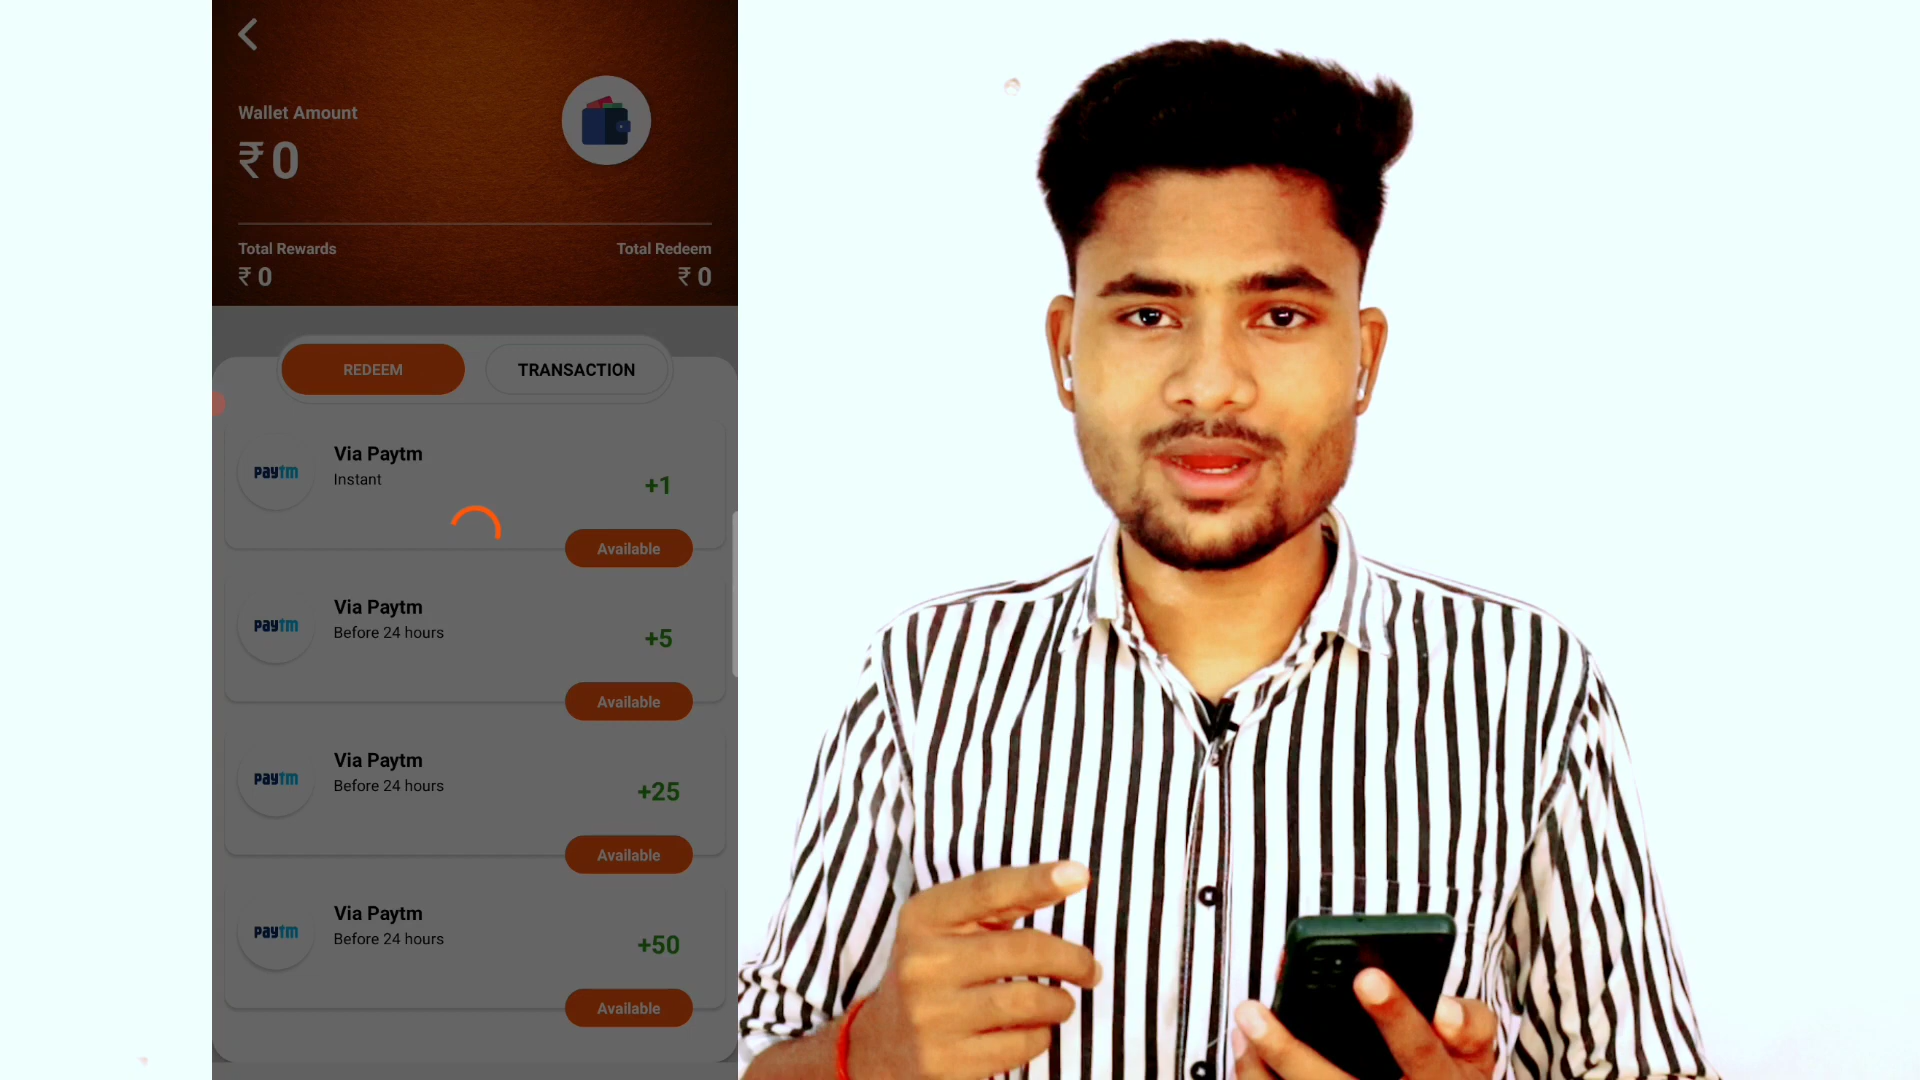 Wallet Amount
₹ 0
Total Rewards
Total Redeem
₹ 0
₹ 0
REDEEM
TRANSACTION
paytm
Via Paytm
Instant
+1
Available
paytm
Via Paytm
Before 24 hours
+5
Available
paytm
Via Paytm
Before 24 hours
+25
Available
paytm
Via Paytm
Before 24 hours
+50
Available